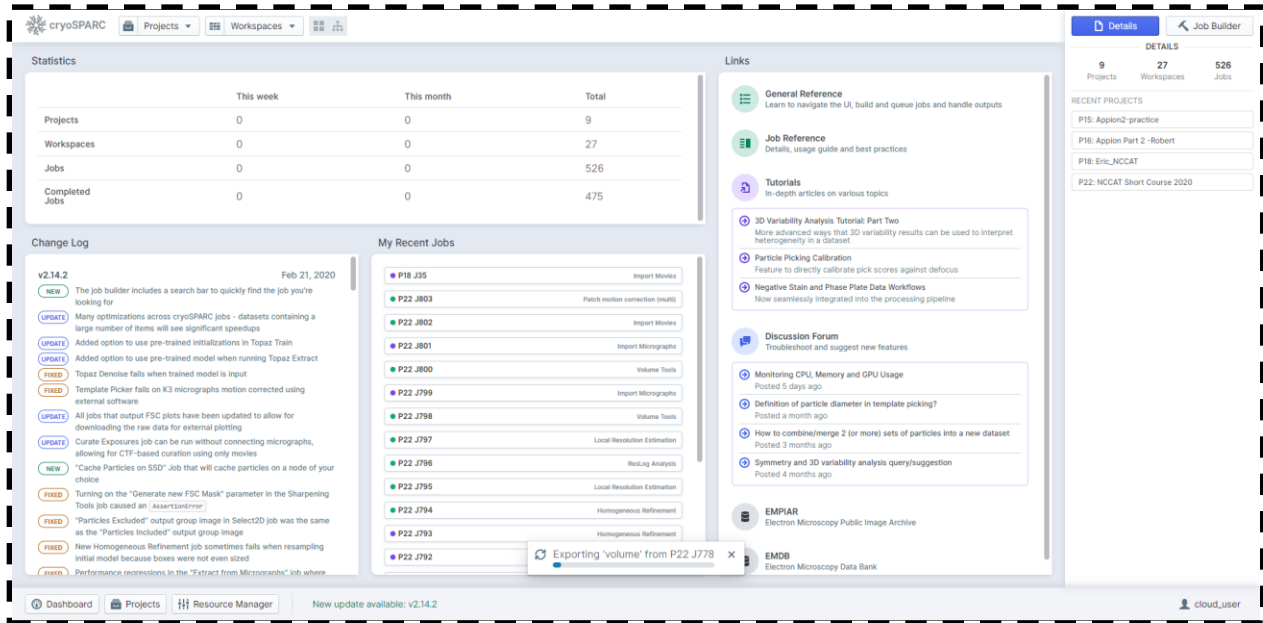 cryoSPARC Projects Workspaces
Details Job Builder
Statistics
This week This month Total
Projects 0 0 9
Workspaces 0 0 27
Jobs 0 0 526
Completed Jobs 0 0 475
Change Log
v2.14.2 Feb 21, 2020
NEW The job builder includes a search bar to quickly find the job you're
looking for
UPDATE Many optimizations across cryoSPARC jobs - datasets containing a
large number of items will see significant speedups
UPDATE Added option to use pre-trained initializations in Topaz Train
UPDATE Added option to use pre-trained model when running Topaz Extract
FIXED Topaz Denoise fails when trained model is input
FIXED Template Picker fails on K3 micrographs motion corrected using
external software
UPDATE All jobs that output FSC plots have been updated to allow for
downloading the raw data for external plotting
UPDATE Curate Exposures job can be run without connecting micrographs,
allowing for CTF-based curation using only movies
NEW "Cache Particles on SSD" Job that will cache particles on a node of your
choice
FIXED Turning on the "Generate new FSC Mask" parameter in the Sharpening
Tools job caused an AssertionError
FIXED "Particles Excluded" output group image in Select2D job was the same
as the "Particles Included" output group image
FIXED New Homogeneous Refinement job sometimes fails when resampling
initial model because boxes were not even sized
FIXED Performance regressions in the "Extract from Micrographs" job where
My Recent Jobs
P18 J35 Import Movies
P22 J803 Patch motion correction (multi)
P22 J802 Import Movies
P22 J801 Import Micrographs
P22 J800 Volume Tools
P22 J799 Import Micrographs
P22 J798 Volume Tools
P22 J797 Local Resolution Estimation
P22 J796 ResLog Analysis
P22 J795 Local Resolution Estimation
P22 J794 Homogeneous Refinement
P22 J793 Homogeneous Refinement
P22 J792
Exporting 'volume' from P22 J778
Links
General Reference
Learn to navigate the UI, build and queue jobs and handle outputs
Job Reference
Details, usage guide and best practices
Tutorials
In-depth articles on various topics
3D Variability Analysis Tutorial: Part Two
More advanced ways that 3D variability results can be used to interpret
heterogeneity in a dataset
Particle Picking Calibration
Feature to directly calibrate pick scores against defocus
Negative Stain and Phase Plate Data Workflows
Now seamlessly integrated into the processing pipeline
Discussion Forum
Troubleshoot and suggest new features
Monitoring CPU, Memory and GPU Usage
Posted 5 days ago
Definition of particle diameter in template picking?
Posted a month ago
How to combine/merge 2 (or more) sets of particles into a new dataset
Posted 3 months ago
Symmetry and 3D variability analysis query/suggestion
Posted 4 months ago
EMPIAR
Electron Microscopy Public Image Archive
EMDB
Electron Microscopy Data Bank
DETAILS
9 27 526
Projects Workspaces Jobs
RECENT PROJECTS
P15: Appion2-practice
P16: Appion Part 2 -Robert
P18: Eric_NCCAT
P22: NCCAT Short Course 2020
Dashboard Projects Resource Manager New update available: v2.14.2 cloud_user